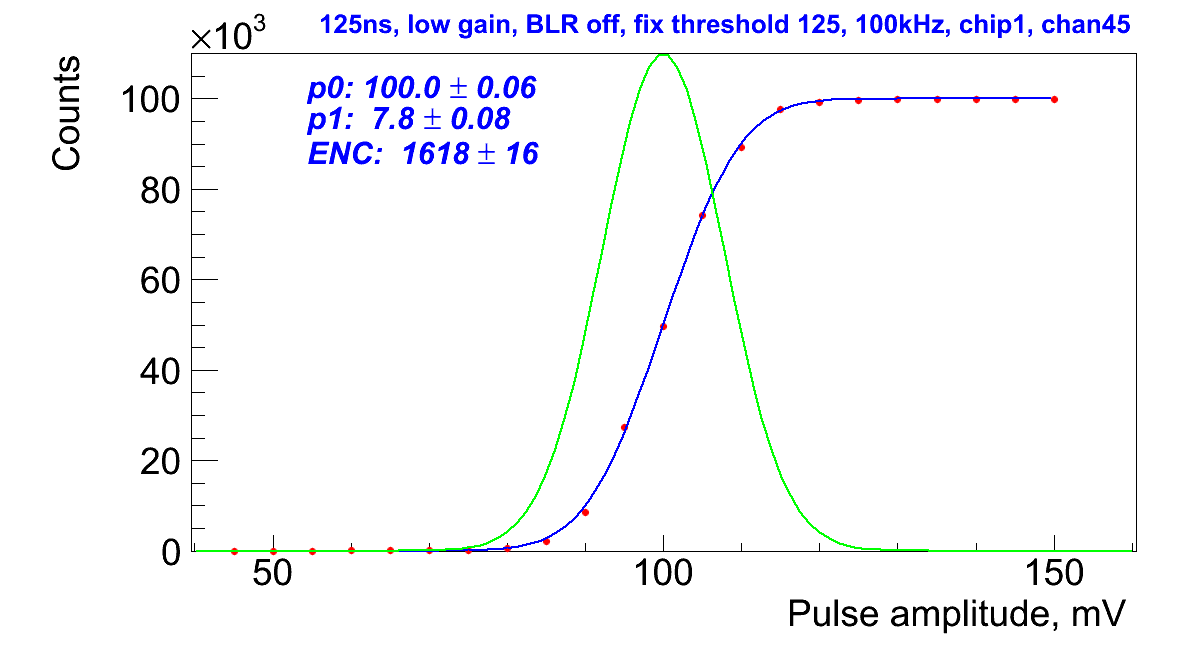 125ns, low gain, BLR off, fix threshold 125, 100kHz, chip1, chan45
×10³
Counts
p0: 100.0 ± 0.06
p1: 7.8 ± 0.08
ENC: 1618 ± 16
100
80
60
40
20
0
50 100 150
Pulse amplitude, mV